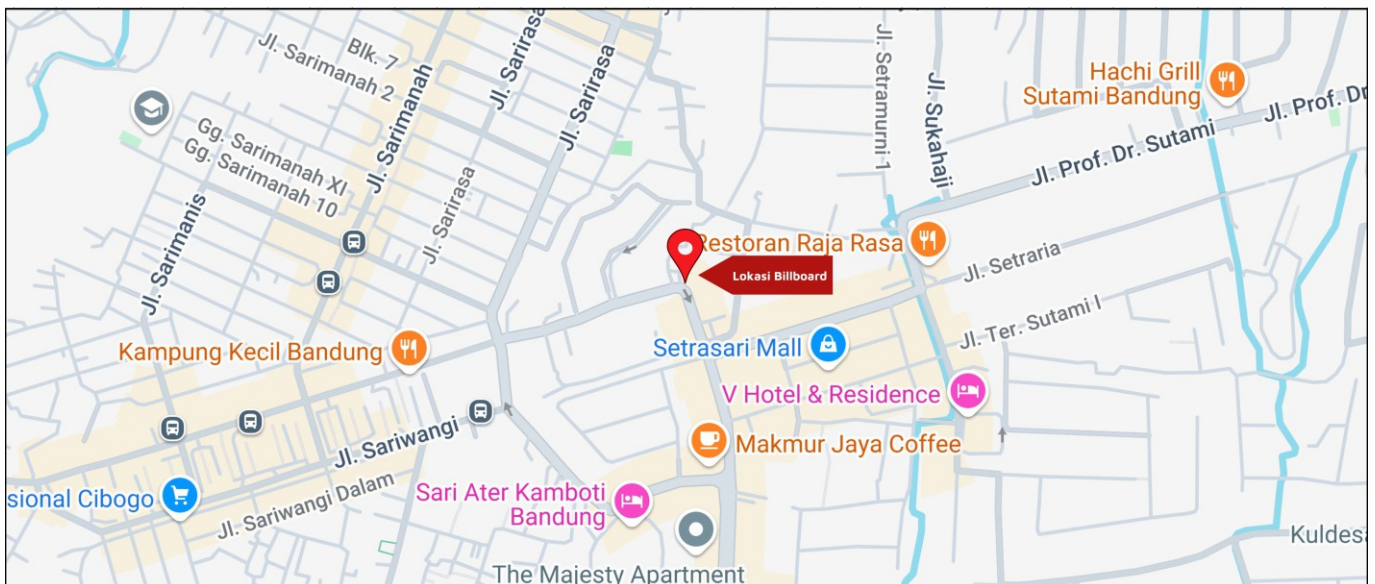 Blk. 7
Jl. Sarimanah 2
Jl. Sarimanah
Jl. Sarirasa
Jl. Sarirasa
Jl. Setramurni 1
Jl. Sukahaji
Hachi Grill
Sutami Bandung
Jl. Prof. Dr. Sutami
Jl. Prof. Dr
Gg. Sarimanah XI
Gg. Sarimanah 10
Jl. Sarimanis
Jl. Sarirasa
Restoran Raja Rasa
Lokasi Billboard
Jl. Setraria
Jl. Ter. Sutami I
Kampung Kecil Bandung
Setrasari Mall
V Hotel & Residence
Makmur Jaya Coffee
Jl. Sariwangi
sional Cibogo
Jl. Sariwangi Dalam
Sari Ater Kamboti
Bandung
The Majesty Apartment
Kuldesa